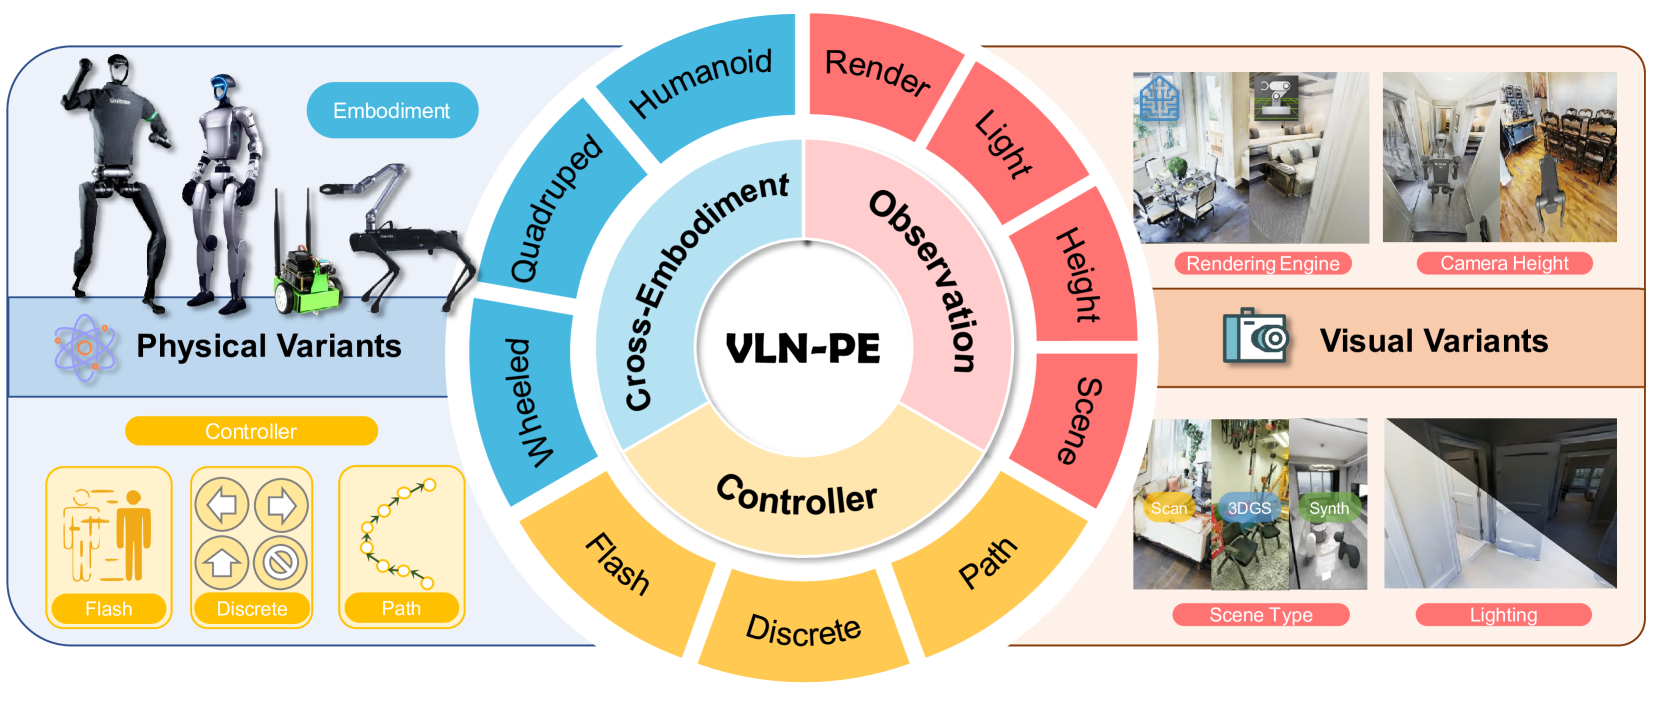 Embodiment
Physical Variants
Controller
Flash
Discrete
Path
Humanoid
Quadruped
Wheeled
Render
Light
Height
Scene
Flash
Discrete
Path
Cross-Embodiment
Observation
Controller
VLN-PE
Rendering Engine
Camera Height
Visual Variants
Scan
3DGS
Synth
Scene Type
Lighting